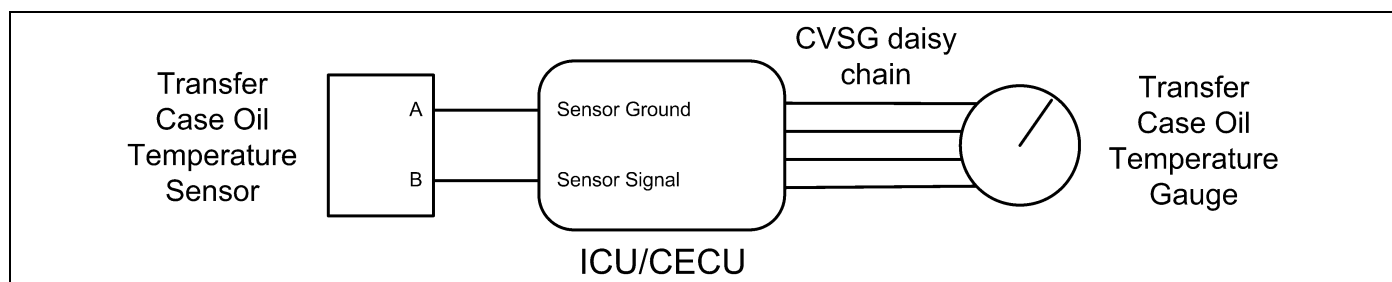 Transfer
Case Oil
Temperature
Sensor
A
B
Sensor Ground
Sensor Signal
ICU/CECU
CVSG daisy
chain
Transfer
Case Oil
Temperature
Gauge